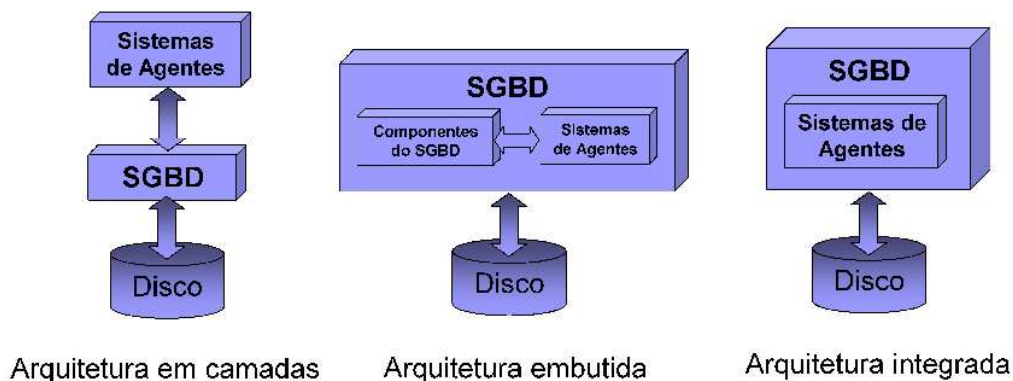 Sistemas
de Agentes
SGBD
Disco
Arquitetura em camadas
SGBD
Componentes
do SGBD
Sistemas
de Agentes
Disco
Arquitetura embutida
SGBD
Sistemas de
Agentes
Disco
Arquitetura integrada